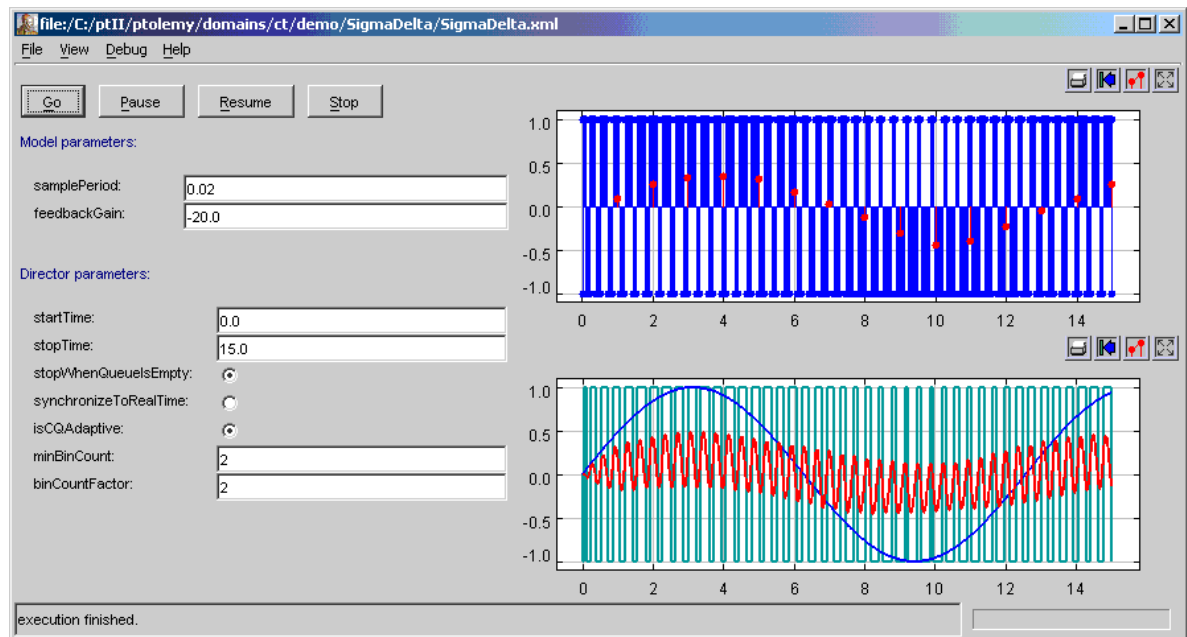 file:/C:/ptII/ptolemy/domains/ct/demo/SigmaDelta/SigmaDelta.xml
File View Debug Help
Go Pause Resume Stop
Model parameters:
samplePeriod: 0.02
feedbackGain: -20.0
Director parameters:
startTime: 0.0
stopTime: 15.0
stopWhenQueueIsEmpty:
synchronizeToRealTime:
isCQAdaptive:
minBinCount: 2
binCountFactor: 2
1.0
0.5
0.0
-0.5
-1.0
0 2 4 6 8 10 12 14
1.0
0.5
0.0
-0.5
-1.0
0 2 4 6 8 10 12 14
execution finished.